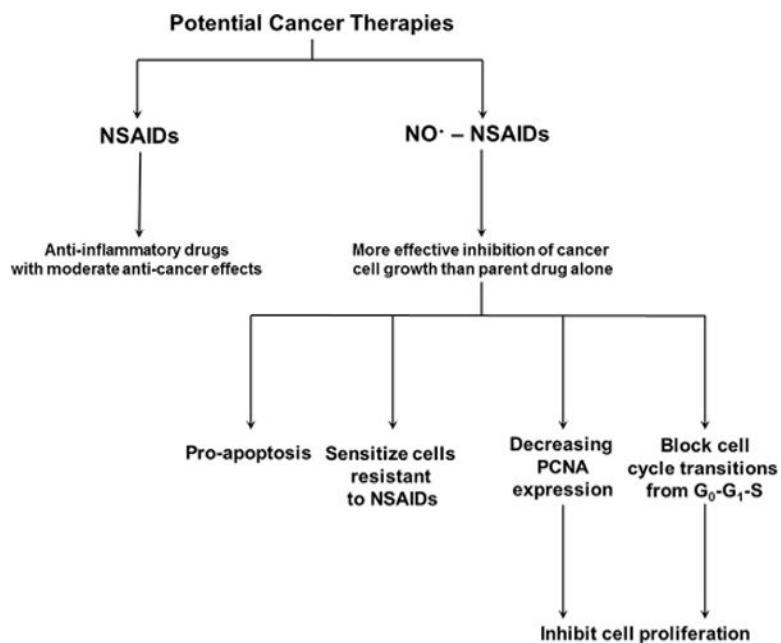 Potential Cancer Therapies
NSAIDs
NO· – NSAIDs
Anti-inflammatory drugs
with moderate anti-cancer effects
More effective inhibition of cancer
cell growth than parent drug alone
Pro-apoptosis
Sensitize cells
resistant
to NSAIDs
Decreasing
PCNA
expression
Block cell
cycle transitions
from G₀-G₁-S
Inhibit cell proliferation